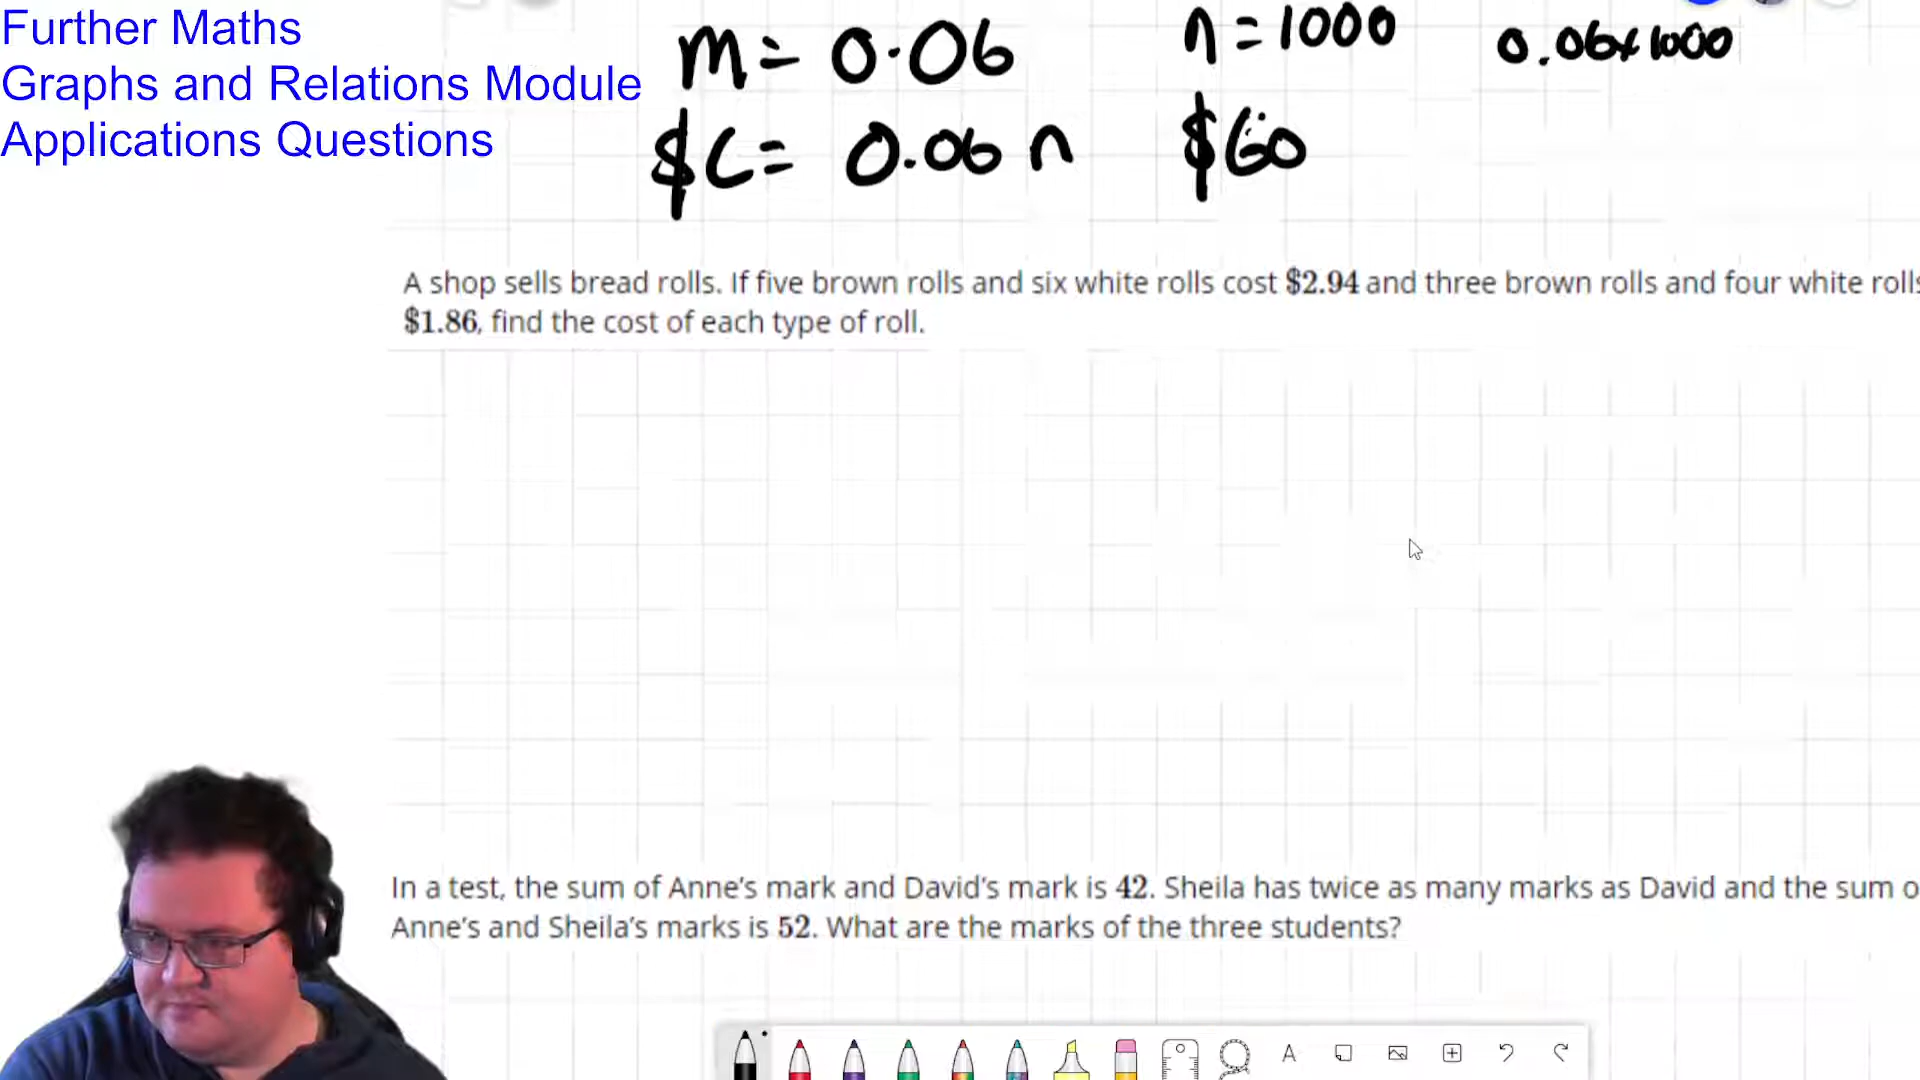 Further Maths
Graphs and Relations Module
Applications Questions
m = 0.06
n = 1000
0.06x1000
$C = 0.06 n
$60
A shop sells bread rolls. If five brown rolls and six white rolls cost $2.94 and three brown rolls and four white rolls
$1.86, find the cost of each type of roll.
In a test, the sum of Anne's mark and David's mark is 42. Sheila has twice as many marks as David and the sum o
Anne's and Sheila's marks is 52. What are the marks of the three students?
A